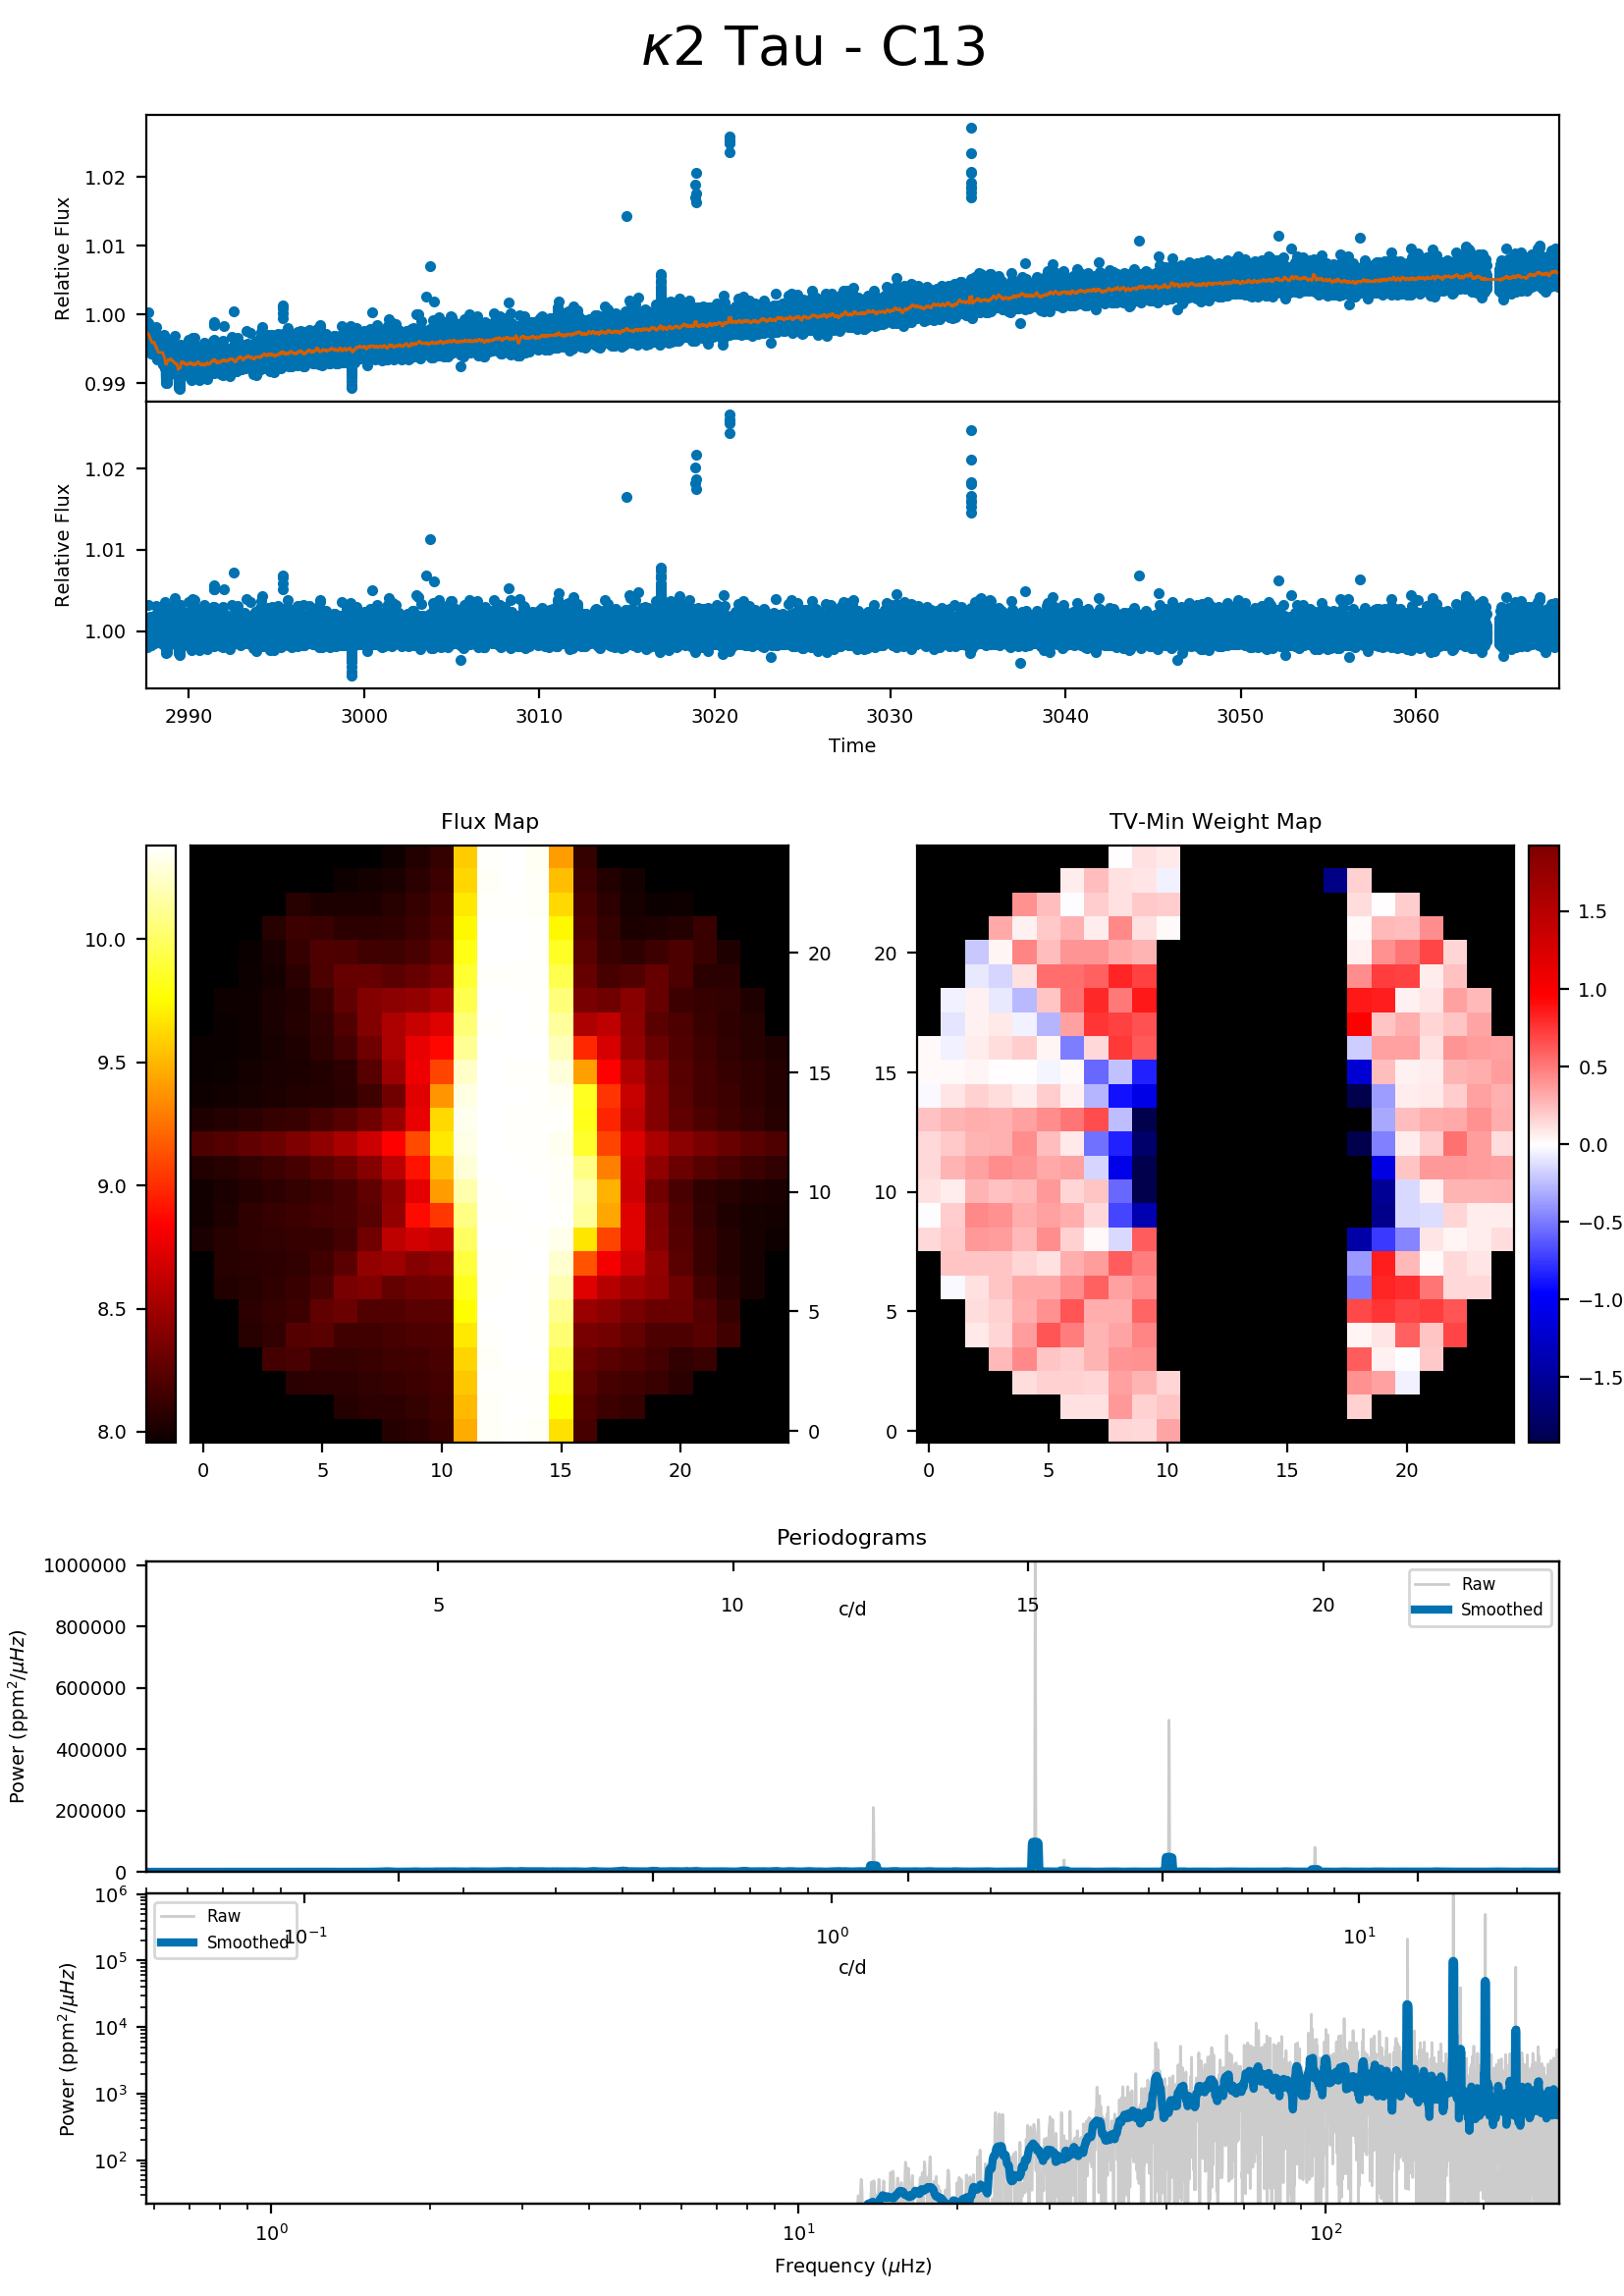 κ2 Tau - C13
1.02
1.01
1.00
0.99
Relative Flux
1.02
1.01
1.00
Relative Flux
2990 3000 3010 3020 3030 3040 3050 3060
Time
Flux Map
10.0
9.5
9.0
8.5
8.0
20
15
10
5
0
0 5 10 15 20
TV-Min Weight Map
20
15
10
5
0
0 5 10 15 20
1.5
1.0
0.5
0.0
−0.5
−1.0
−1.5
Periodograms
1000000
800000
600000
400000
200000
0
Power (ppm²/μHz)
5 10 15 20
c/d
Raw
Smoothed
10⁶
10⁵
10⁴
10³
10²
Power (ppm²/μHz)
Raw
Smoothed
10⁻¹ 10⁰ 10¹
c/d
10⁰ 10¹ 10²
Frequency (μHz)